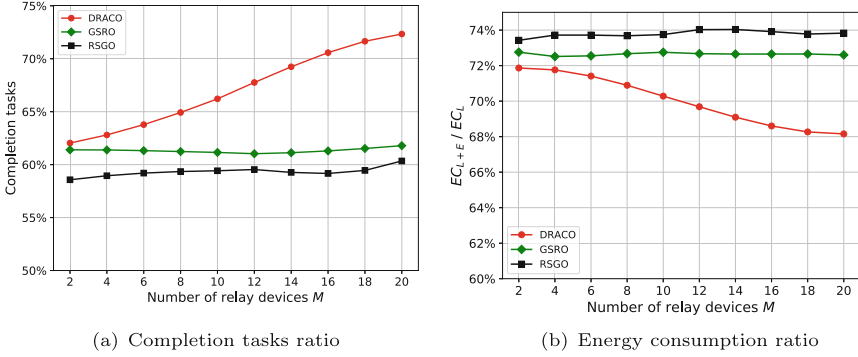 DRACO
GSRO
RSGO
75%
70%
65%
60%
55%
50%
Completion tasks
2 4 6 8 10 12 14 16 18 20
Number of relay devices M
(a) Completion tasks ratio
74%
72%
70%
68%
66%
64%
62%
60%
EC_{L+E} / EC_L
DRACO
GSRO
RSGO
2 4 6 8 10 12 14 16 18 20
Number of relay devices M
(b) Energy consumption ratio